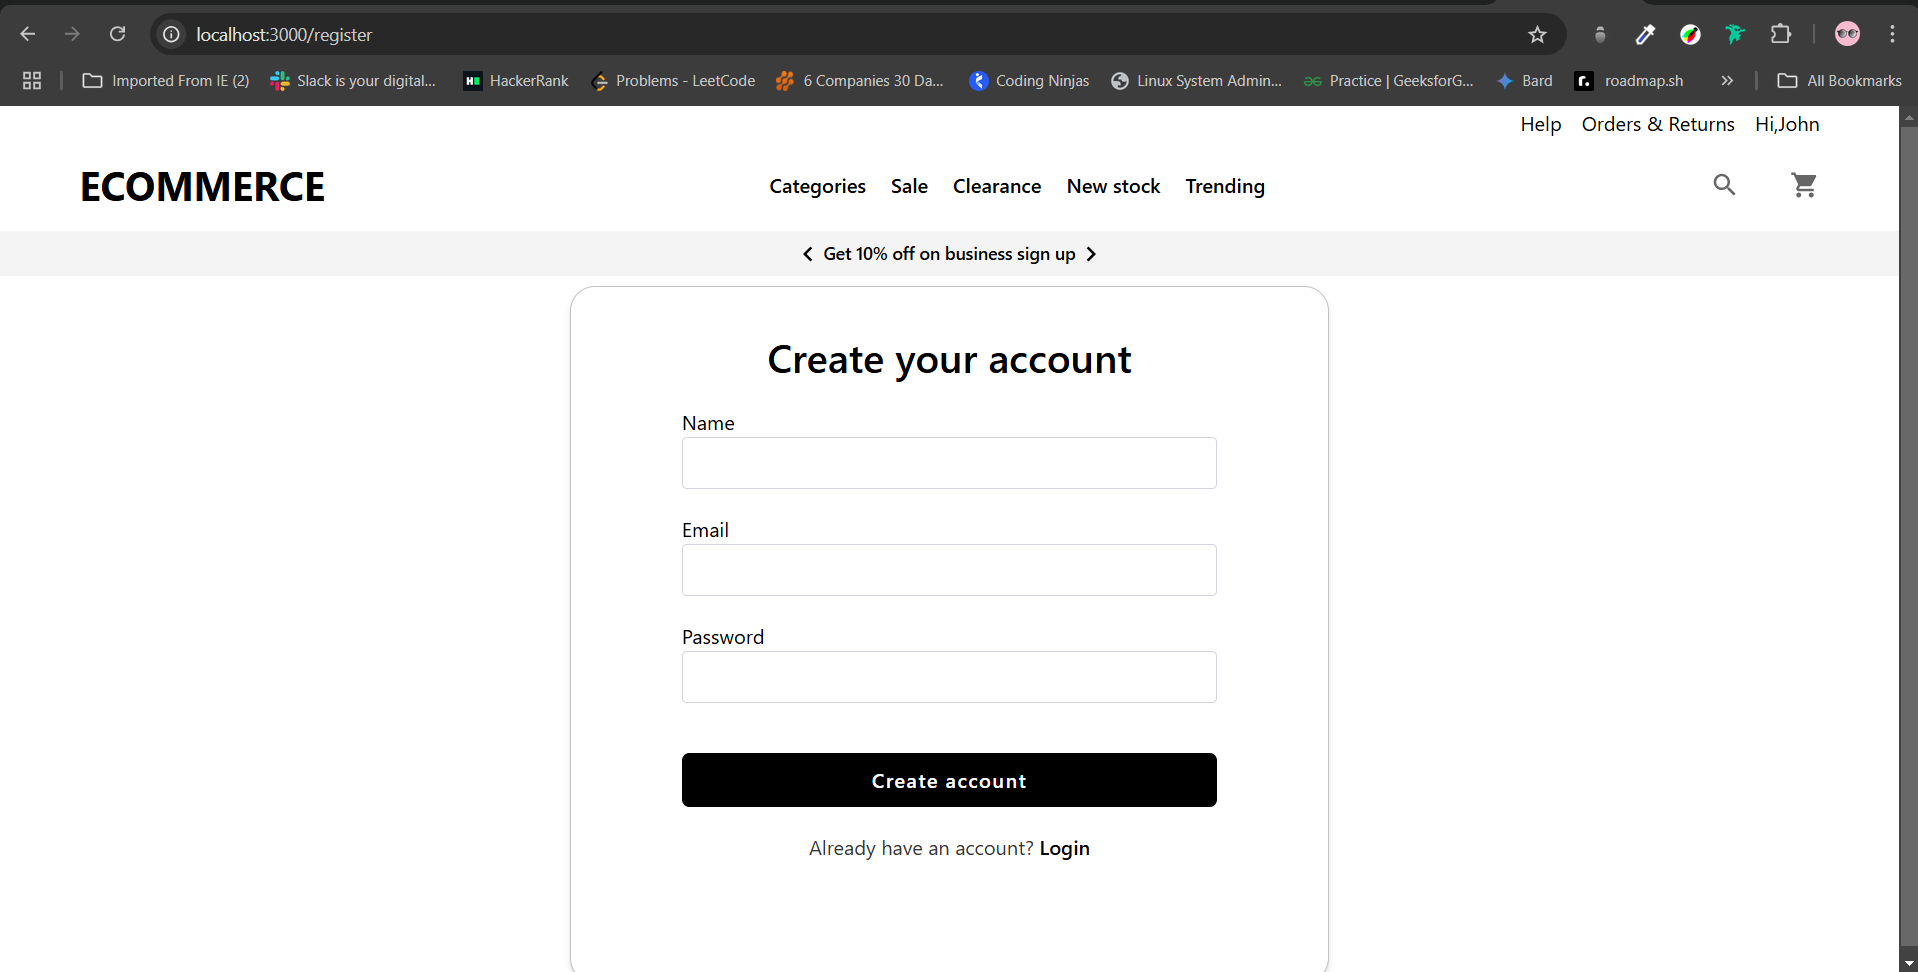 localhost:3000/register
Imported From IE (2) Slack is your digital... HackerRank Problems - LeetCode 6 Companies 30 Da... Coding Ninjas Linux System Admin... Practice | GeeksforG... Bard roadmap.sh » All Bookmarks
Help Orders & Returns Hi,John
ECOMMERCE Categories Sale Clearance New stock Trending
Get 10% off on business sign up
Create your account
Name
Email
Password
Create account
Already have an account? Login